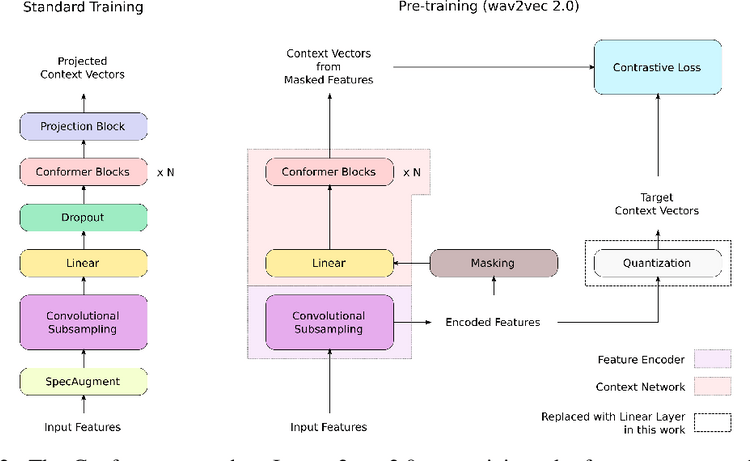 Standard Training
Projected
Context Vectors
Projection Block
Conformer Blocks
x N
Dropout
Linear
Convolutional
Subsampling
SpecAugment
Input Features
Pre-training (wav2vec 2.0)
Context Vectors
from
Masked Features
Contrastive Loss
Conformer Blocks
x N
Target
Context Vectors
Linear
Masking
Quantization
Convolutional
Subsampling
Encoded Features
Input Features
Feature Encoder
Context Network
Replaced with Linear Layer
in this work